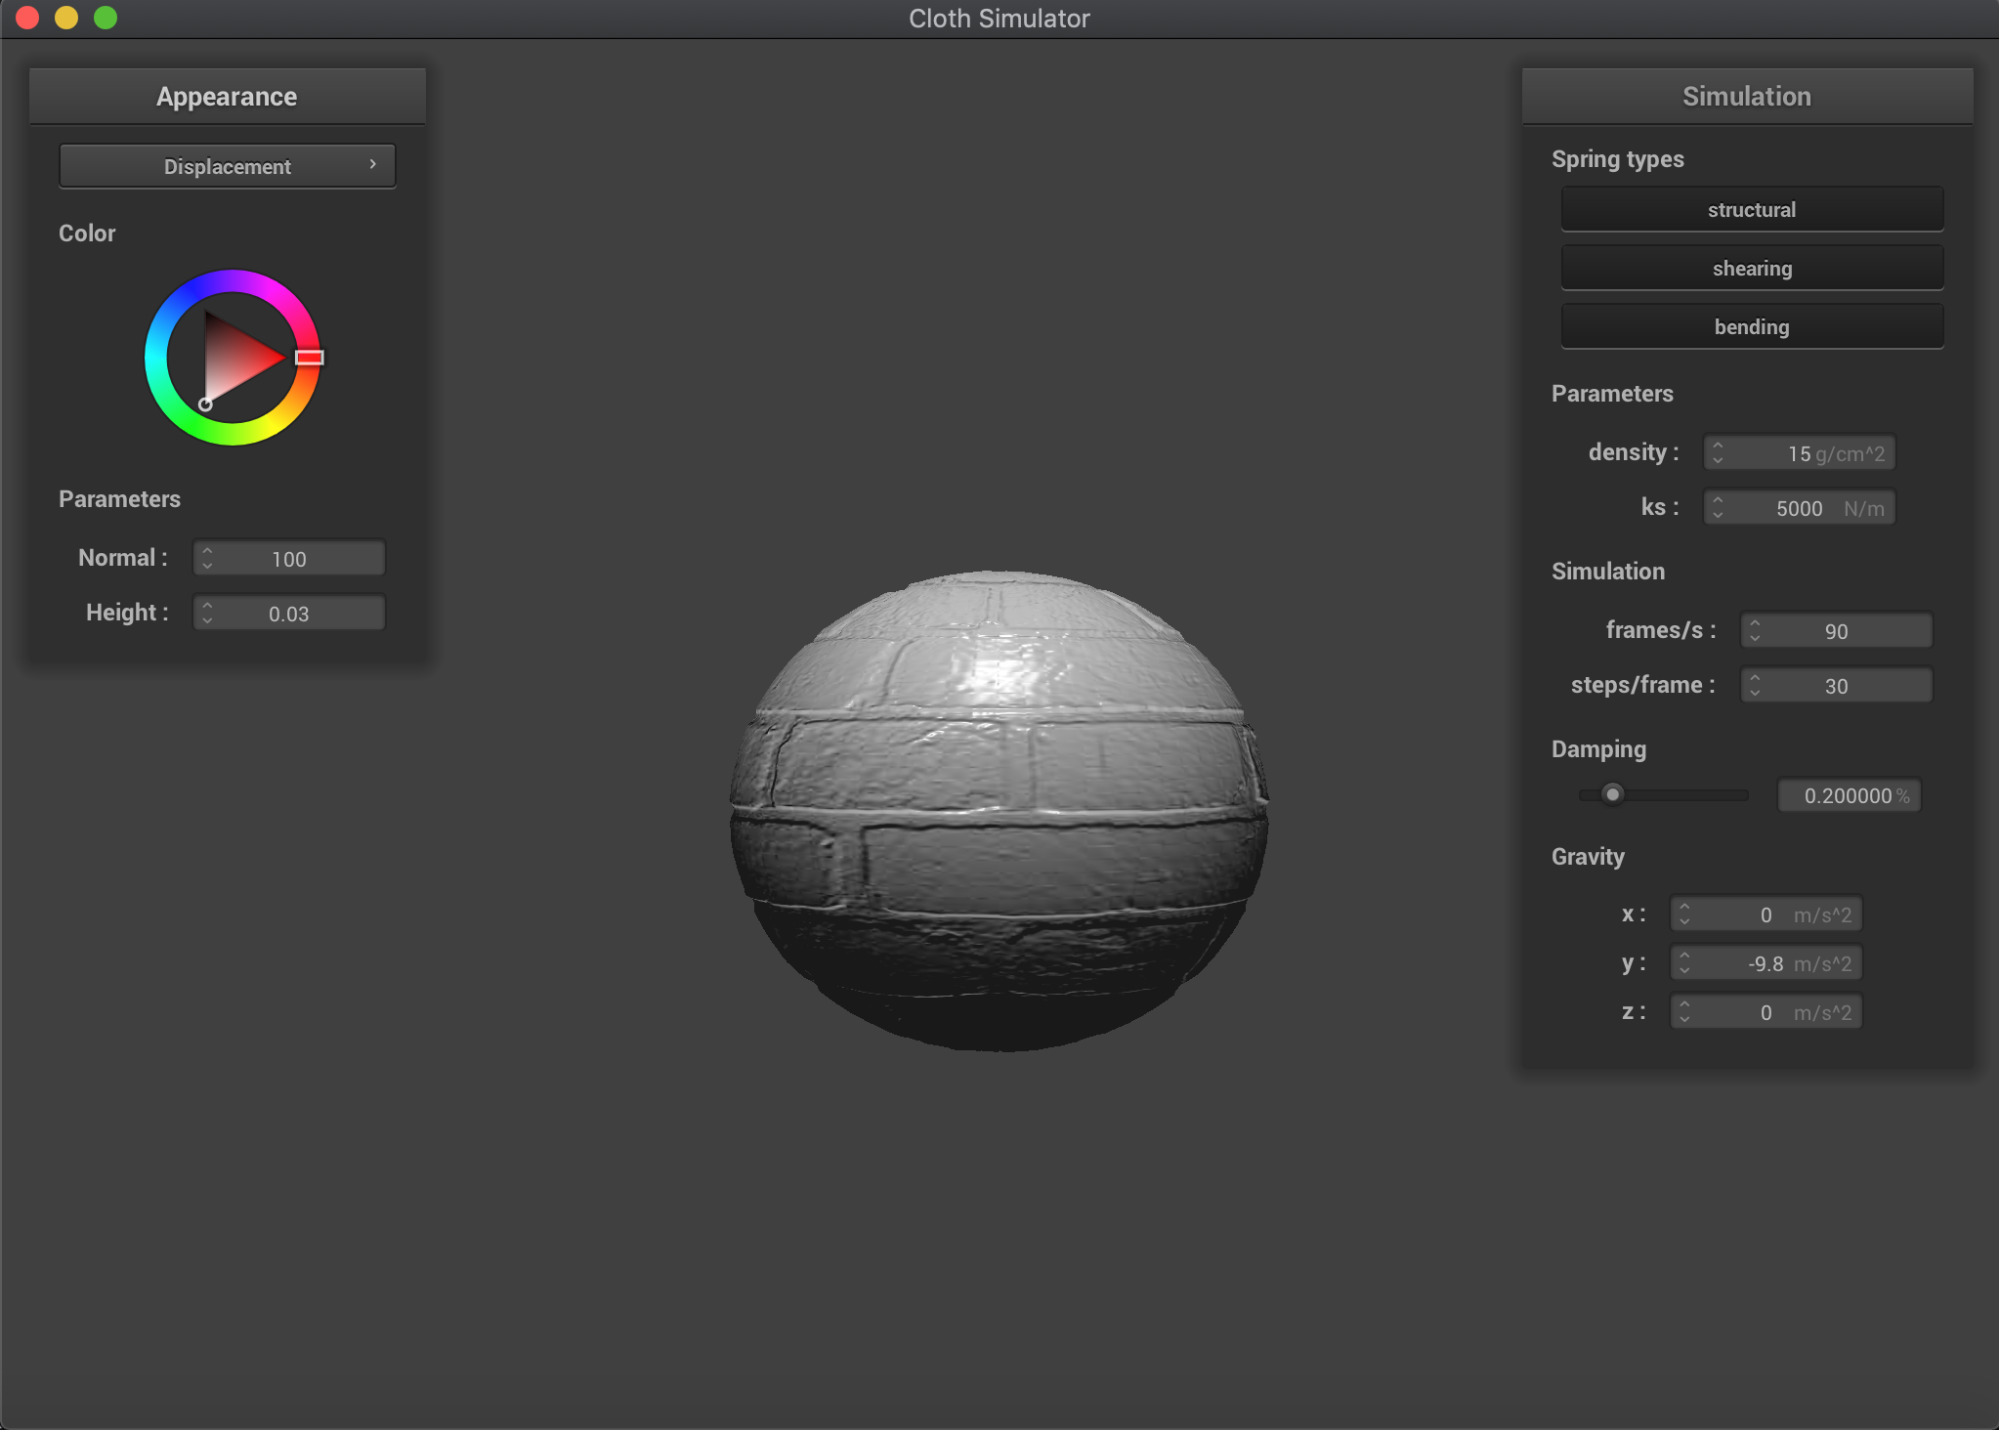 Cloth Simulator
Appearance
Displacement
Color
Parameters
Normal : 100
Height : 0.03
Simulation
Spring types
structural
shearing
bending
Parameters
density : 15 g/cm^2
ks : 5000 N/m
Simulation
frames/s : 90
steps/frame : 30
Damping
0.200000 %
Gravity
x : 0 m/s^2
y : -9.8 m/s^2
z : 0 m/s^2